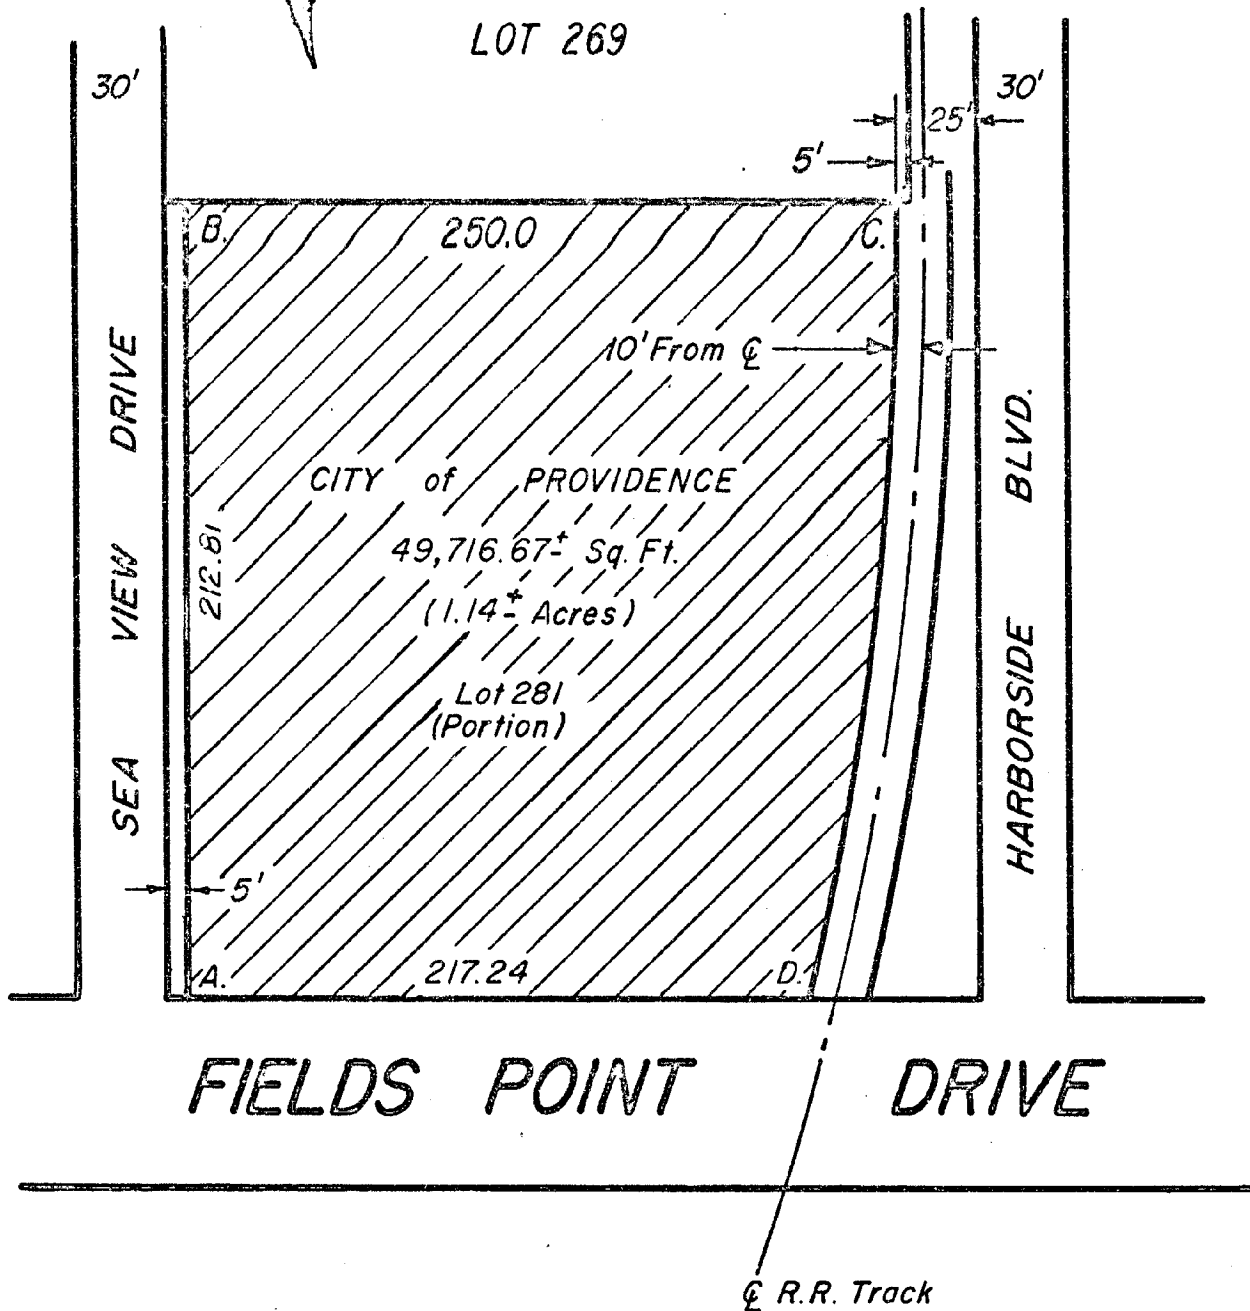 LOT 269
30'
30'
25'
5'
B.
250.0
C.
10' From ℄
SEA VIEW DRIVE
212.81
CITY of PROVIDENCE
49,716.67± Sq. Ft.
(1.14± Acres)
Lot 281
(Portion)
HARBORSIDE BLVD.
5'
A.
217.24
D.
FIELDS POINT DRIVE
℄ R.R. Track